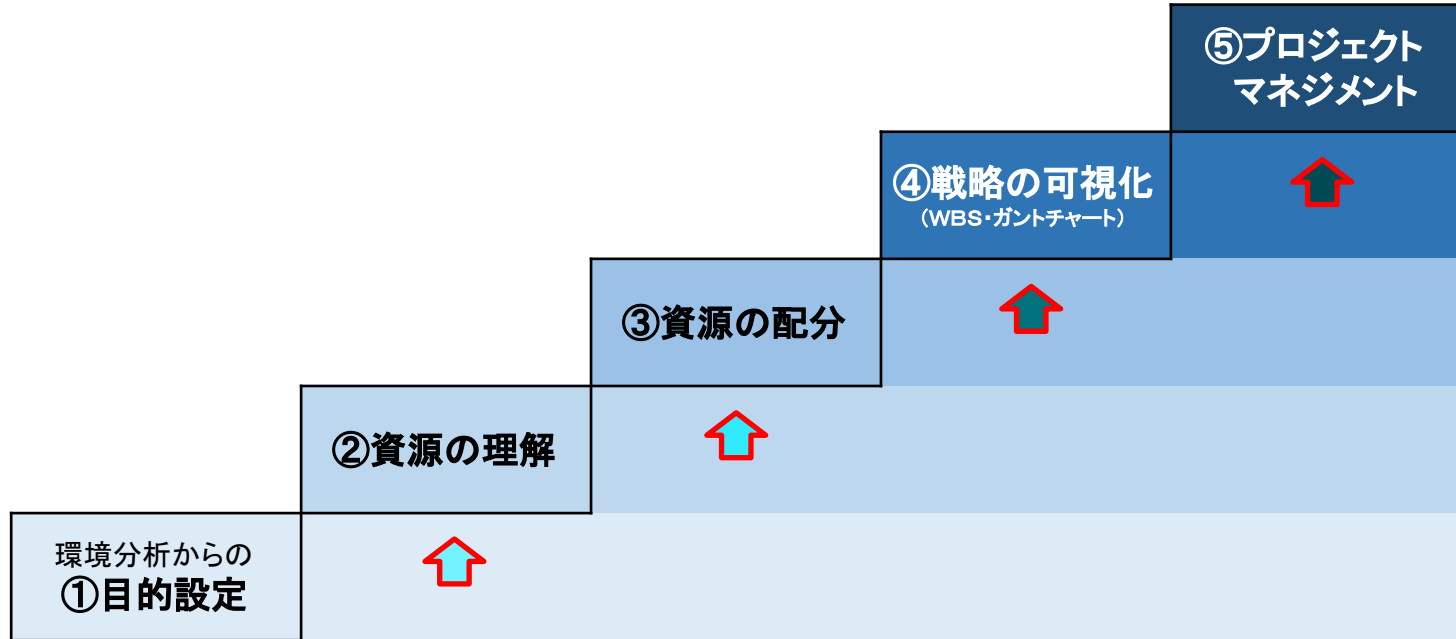 ⑤プロジェクト
マネジメント
④戦略の可視化
（WBS・ガントチャート）
③資源の配分
②資源の理解
環境分析からの
①目的設定